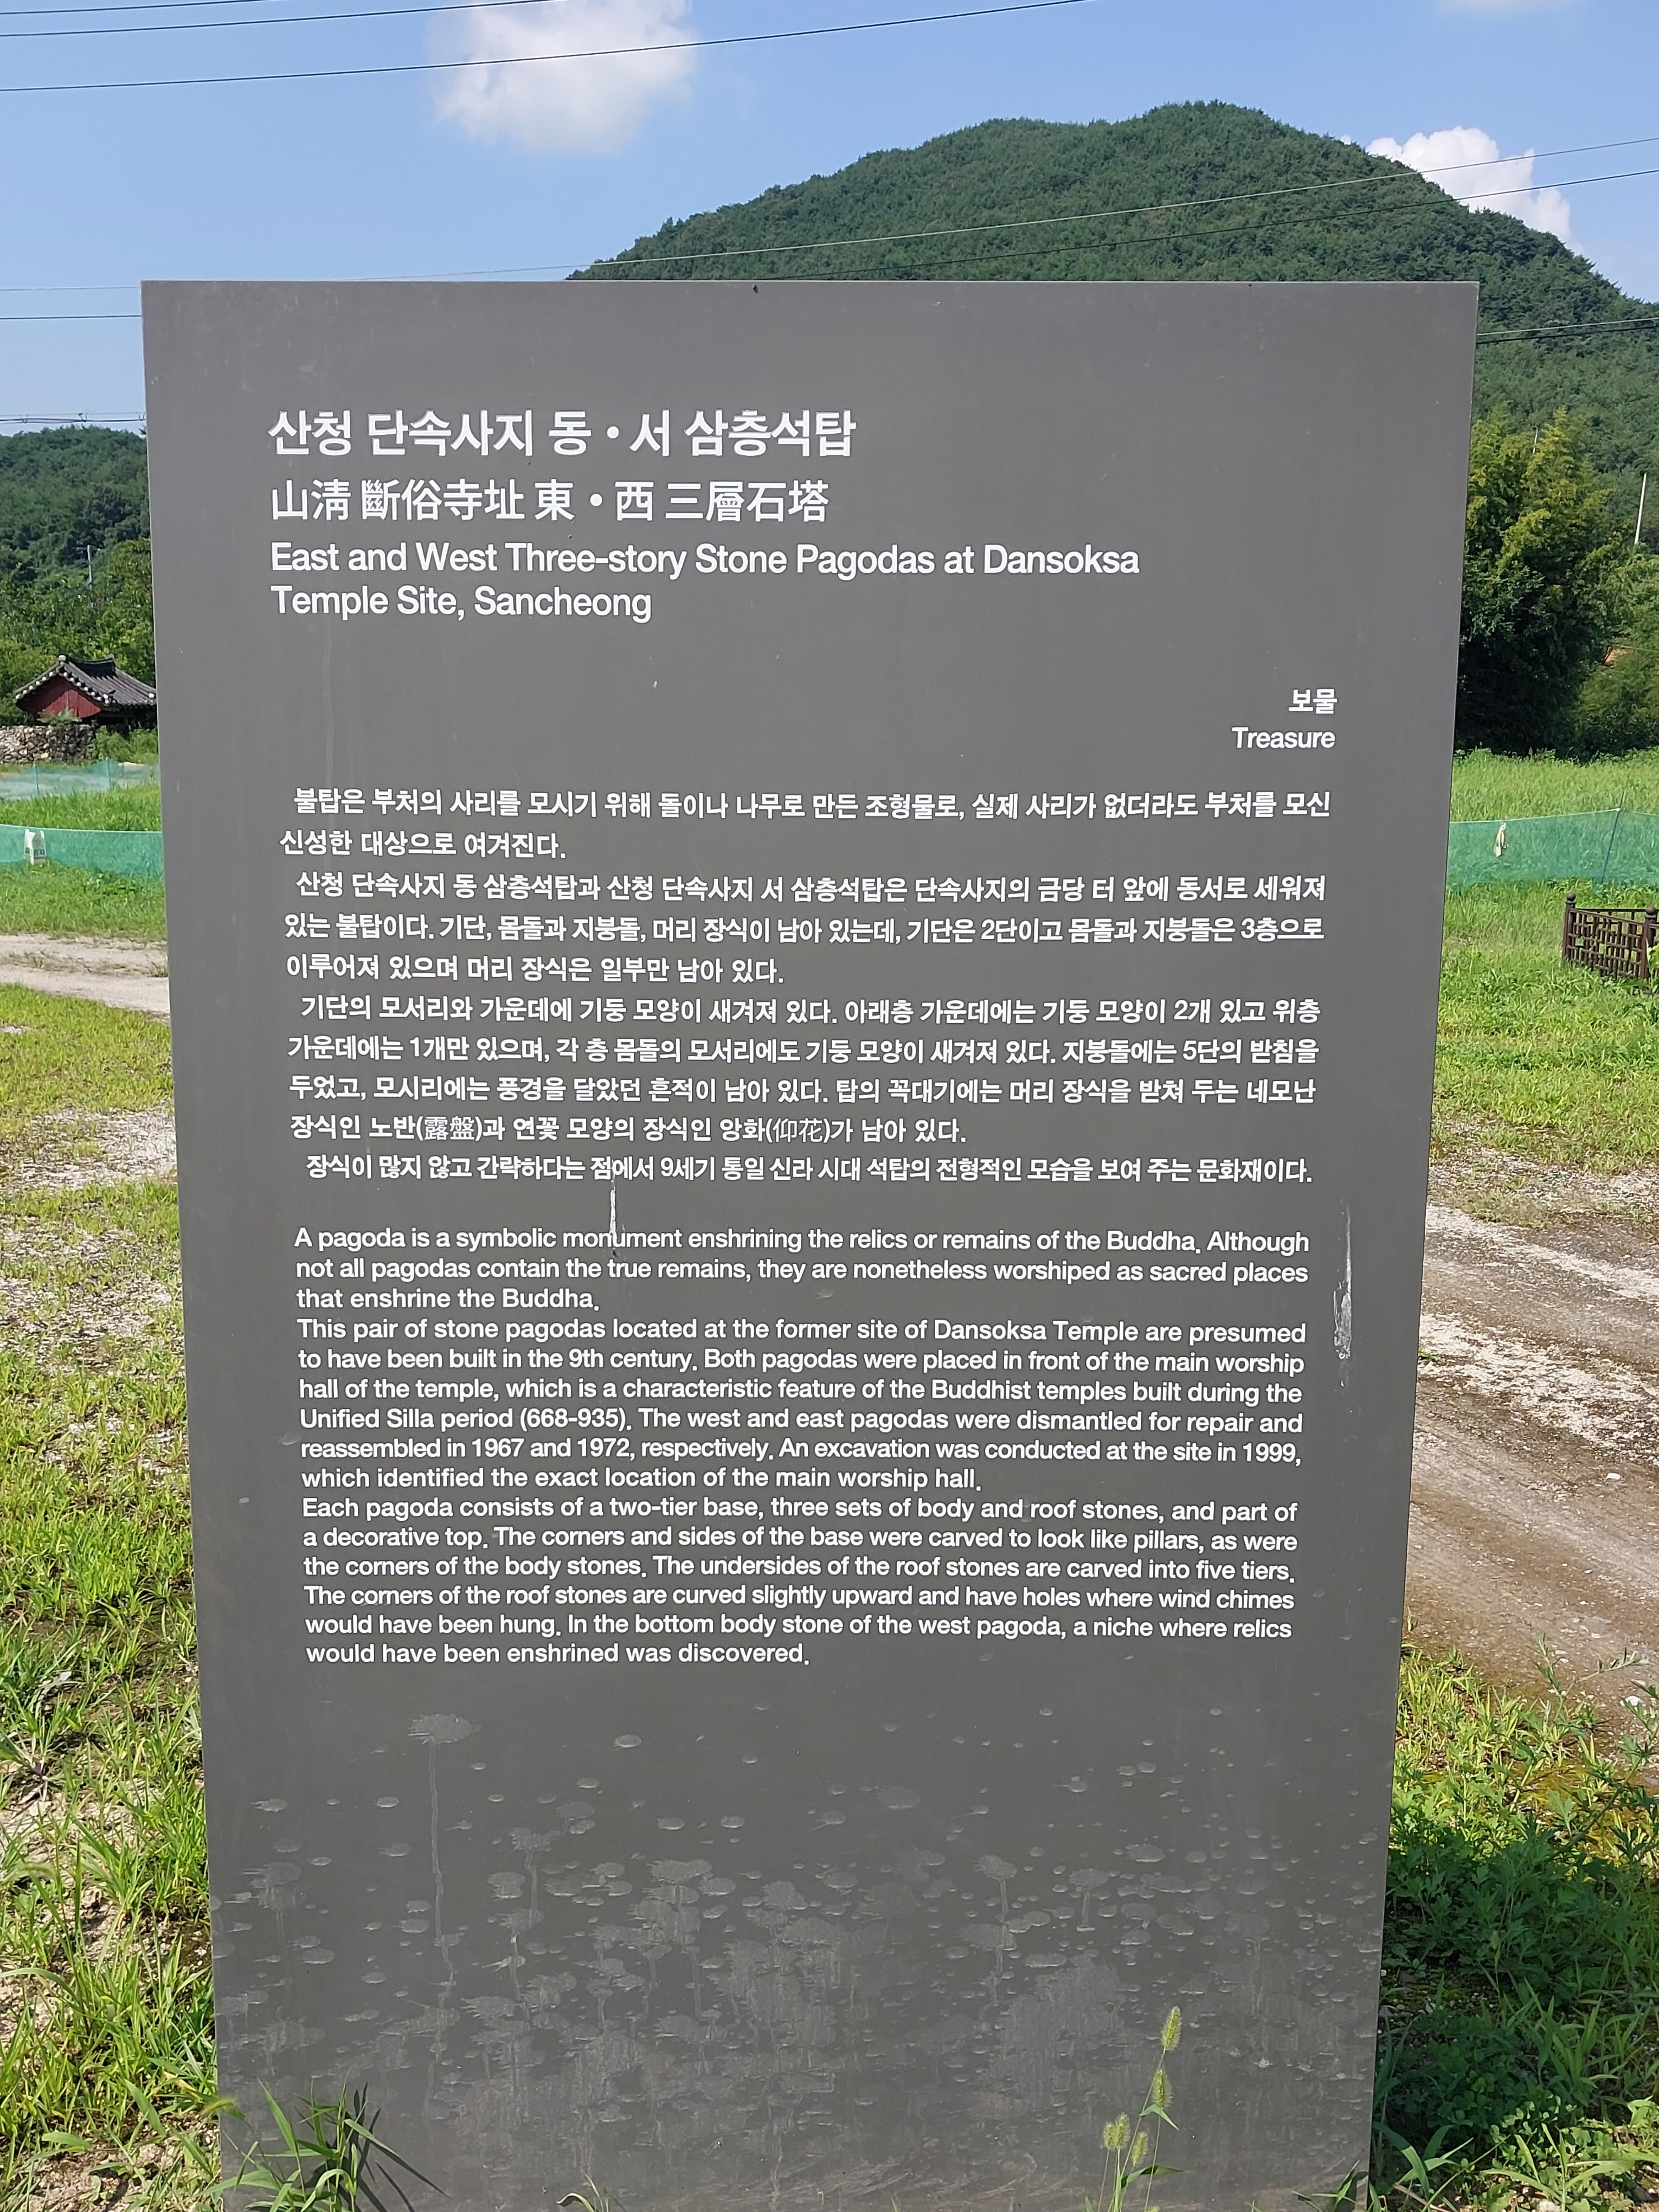 산청 단속사지 동・서 삼층석탑
山淸 斷俗寺址 東・西 三層石塔
East and West Three-story Stone Pagodas at Dansoksa
Temple Site, Sancheong
보물
Treasure
불탑은 부처의 사리를 모시기 위해 돌이나 나무로 만든 조형물로, 실제 사리가 없더라도 부처를 모신
신성한 대상으로 여겨진다.
산청 단속사지 동 삼층석탑과 산청 단속사지 서 삼층석탑은 단속사지의 금당 터 앞에 동서로 세워져
있는 불탑이다. 기단, 몸돌과 지붕돌, 머리 장식이 남아 있는데, 기단은 2단이고 몸돌과 지붕돌은 3층으로
이루어져 있으며 머리 장식은 일부만 남아 있다.
기단의 모서리와 가운데에 기둥 모양이 새겨져 있다. 아래층 가운데에는 기둥 모양이 2개 있고 위층
가운데에는 1개만 있으며, 각 층 몸돌의 모서리에도 기둥 모양이 새겨져 있다. 지붕돌에는 5단의 받침을
두었고, 모시리에는 풍경을 달았던 흔적이 남아 있다. 탑의 꼭대기에는 머리 장식을 받쳐 두는 네모난
장식인 노반(露盤)과 연꽃 모양의 장식인 앙화(仰花)가 남아 있다.
장식이 많지 않고 간략하다는 점에서 9세기 통일 신라 시대 석탑의 전형적인 모습을 보여 주는 문화재이다.
A pagoda is a symbolic monument enshrining the relics or remains of the Buddha. Although
not all pagodas contain the true remains, they are nonetheless worshiped as sacred places
that enshrine the Buddha.
This pair of stone pagodas located at the former site of Dansoksa Temple are presumed
to have been built in the 9th century. Both pagodas were placed in front of the main worship
hall of the temple, which is a characteristic feature of the Buddhist temples built during the
Unified Silla period (668-935). The west and east pagodas were dismantled for repair and
reassembled in 1967 and 1972, respectively. An excavation was conducted at the site in 1999,
which identified the exact location of the main worship hall.
Each pagoda consists of a two-tier base, three sets of body and roof stones, and part of
a decorative top. The corners and sides of the base were carved to look like pillars, as were
the corners of the body stones. The undersides of the roof stones are carved into five tiers.
The corners of the roof stones are curved slightly upward and have holes where wind chimes
would have been hung. In the bottom body stone of the west pagoda, a niche where relics
would have been enshrined was discovered.